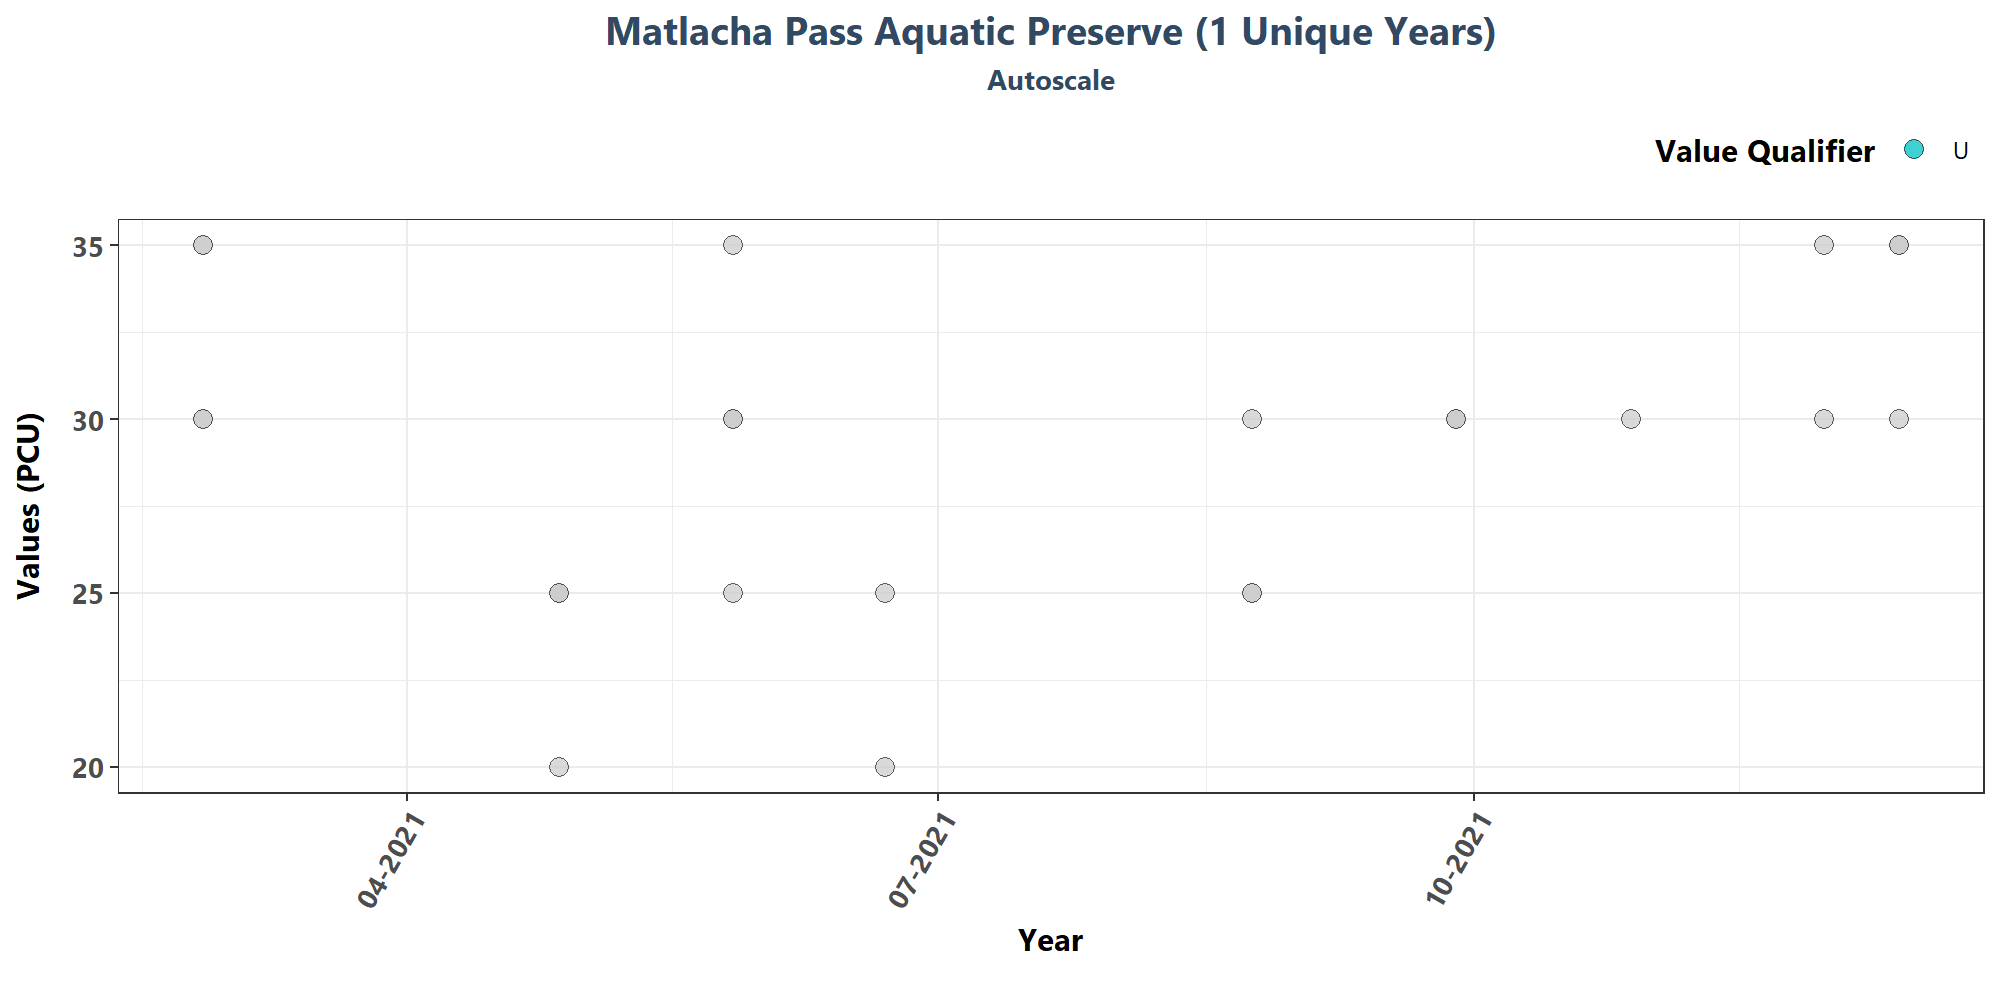 Matlacha Pass Aquatic Preserve (1 Unique Years)
Autoscale
Value Qualifier U
35
30
25
20
Values (PCU)
04-2021 07-2021 10-2021
Year